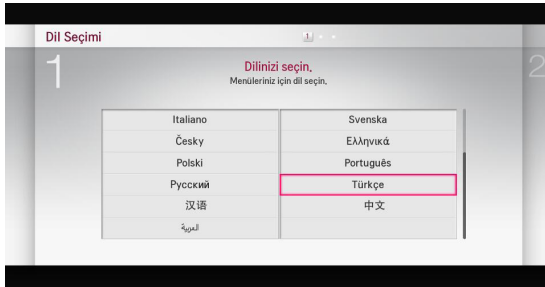 Dil Seçimi
1
1
2
Dilinizi seçin.
Menüleriniz için dil seçin.
Italiano
Svenska
Česky
Ελληνικά
Polski
Português
Русский
Türkçe
汉语
中文
العربية